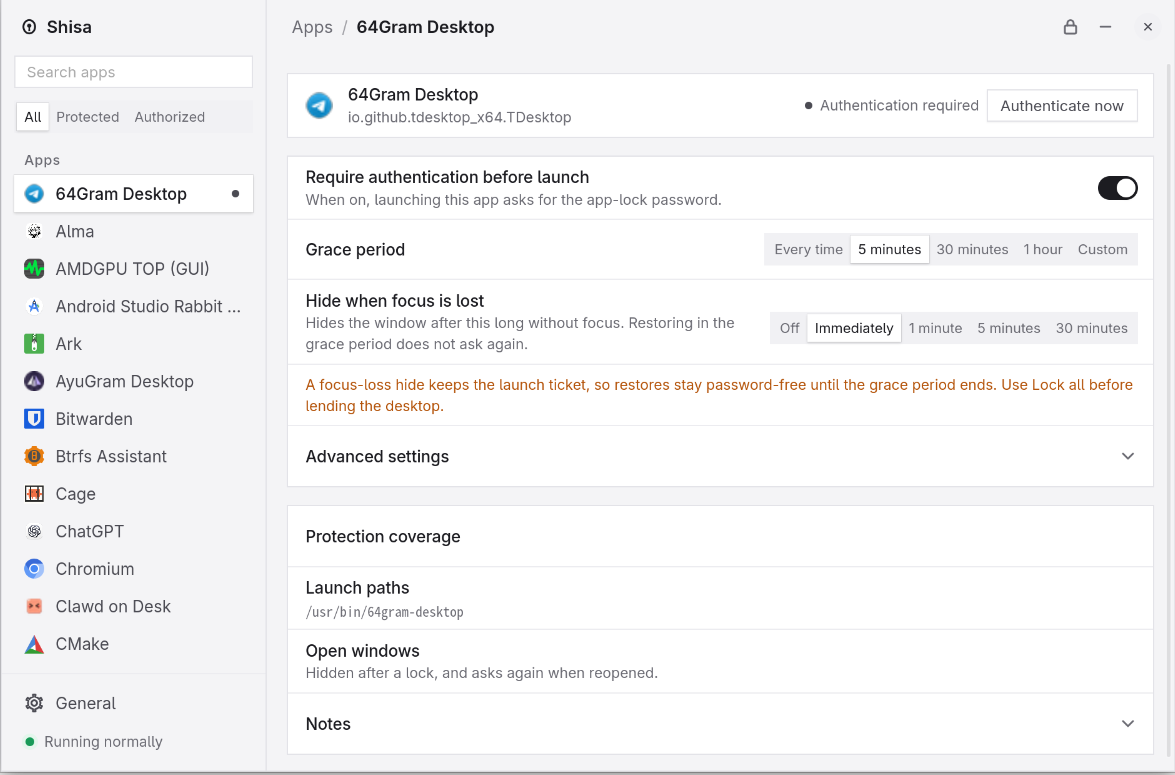 Shisa
Search apps
All Protected Authorized
Apps
64Gram Desktop
Alma
AMDGPU TOP (GUI)
Android Studio Rabbit ...
Ark
AyuGram Desktop
Bitwarden
Btrfs Assistant
Cage
ChatGPT
Chromium
Clawd on Desk
CMake
General
Running normally
Apps / 64Gram Desktop
64Gram Desktop
io.github.tdesktop_x64.TDesktop
Authentication required Authenticate now
Require authentication before launch
When on, launching this app asks for the app-lock password.
Grace period
Every time 5 minutes 30 minutes 1 hour Custom
Hide when focus is lost
Hides the window after this long without focus. Restoring in the
grace period does not ask again.
Off Immediately 1 minute 5 minutes 30 minutes
A focus-loss hide keeps the launch ticket, so restores stay password-free until the grace period ends. Use Lock all before
lending the desktop.
Advanced settings
Protection coverage
Launch paths
/usr/bin/64gram-desktop
Open windows
Hidden after a lock, and asks again when reopened.
Notes